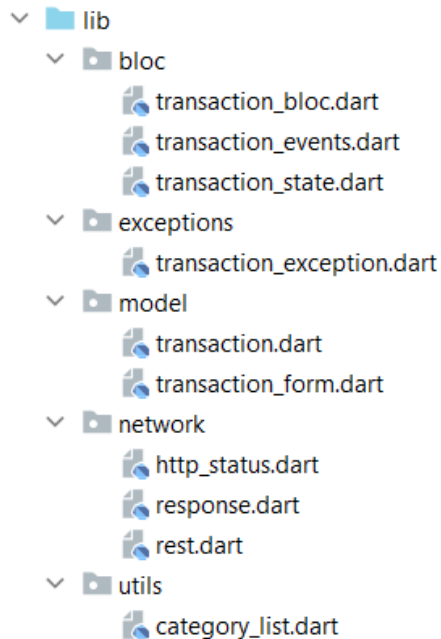 lib
bloc
transaction_bloc.dart
transaction_events.dart
transaction_state.dart
exceptions
transaction_exception.dart
model
transaction.dart
transaction_form.dart
network
http_status.dart
response.dart
rest.dart
utils
category_list.dart